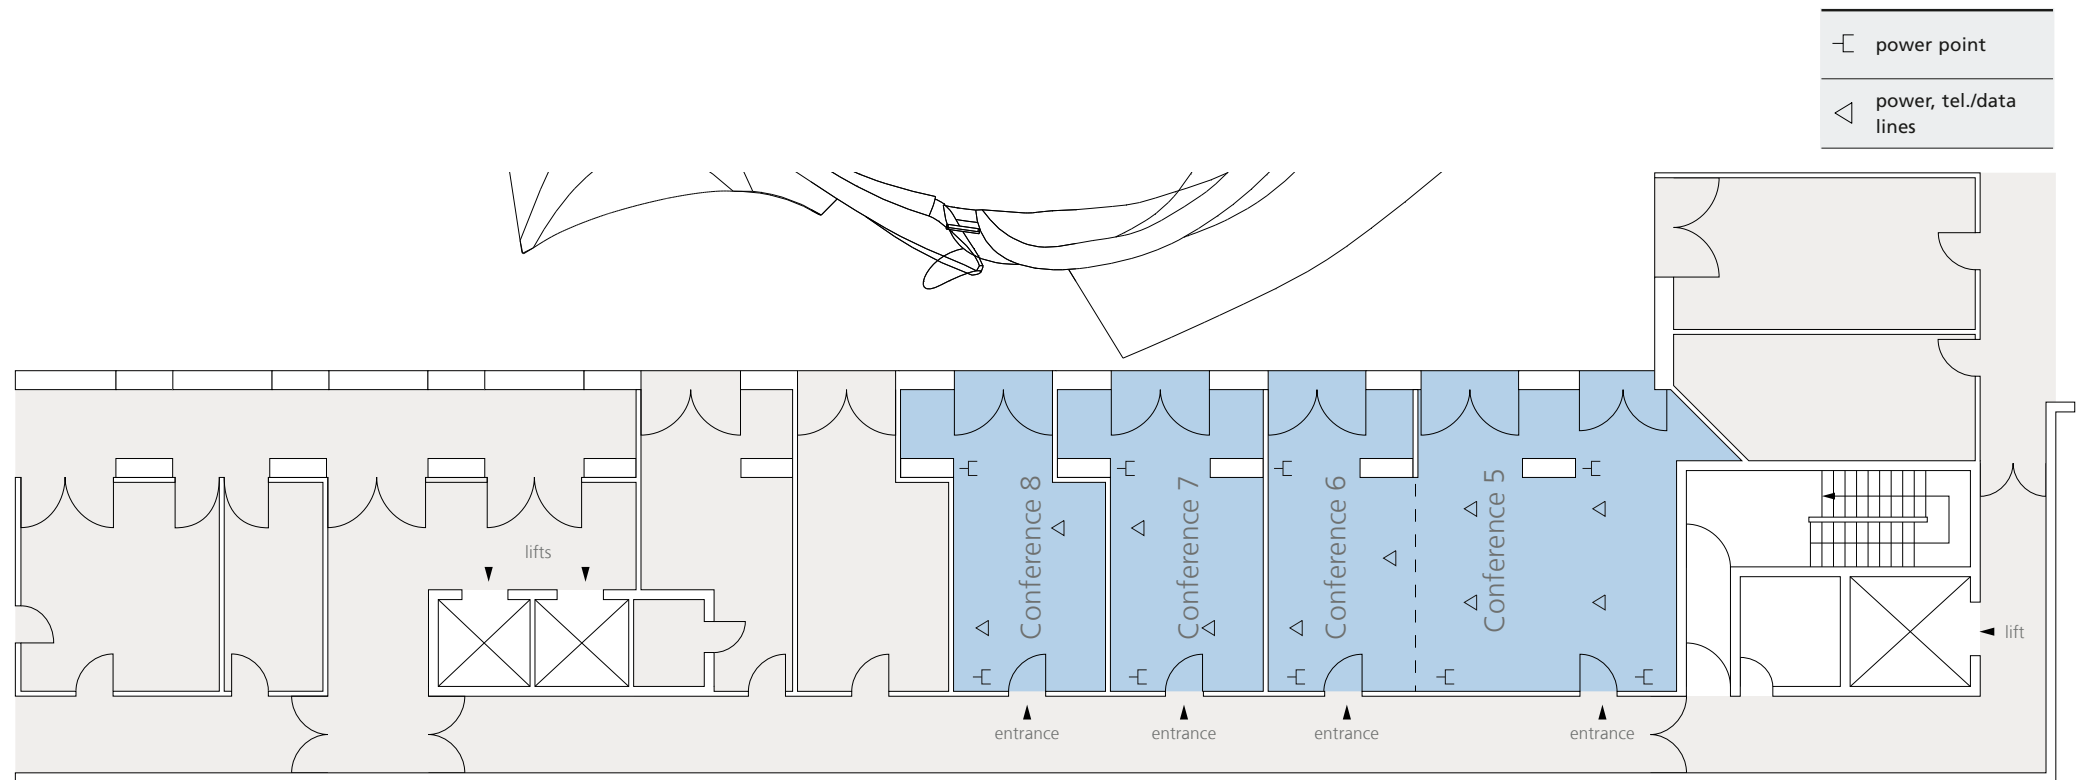 power point
power, tel./data
lines
lifts
Conference 8
Conference 7
Conference 6
Conference 5
lift
entrance
entrance
entrance
entrance